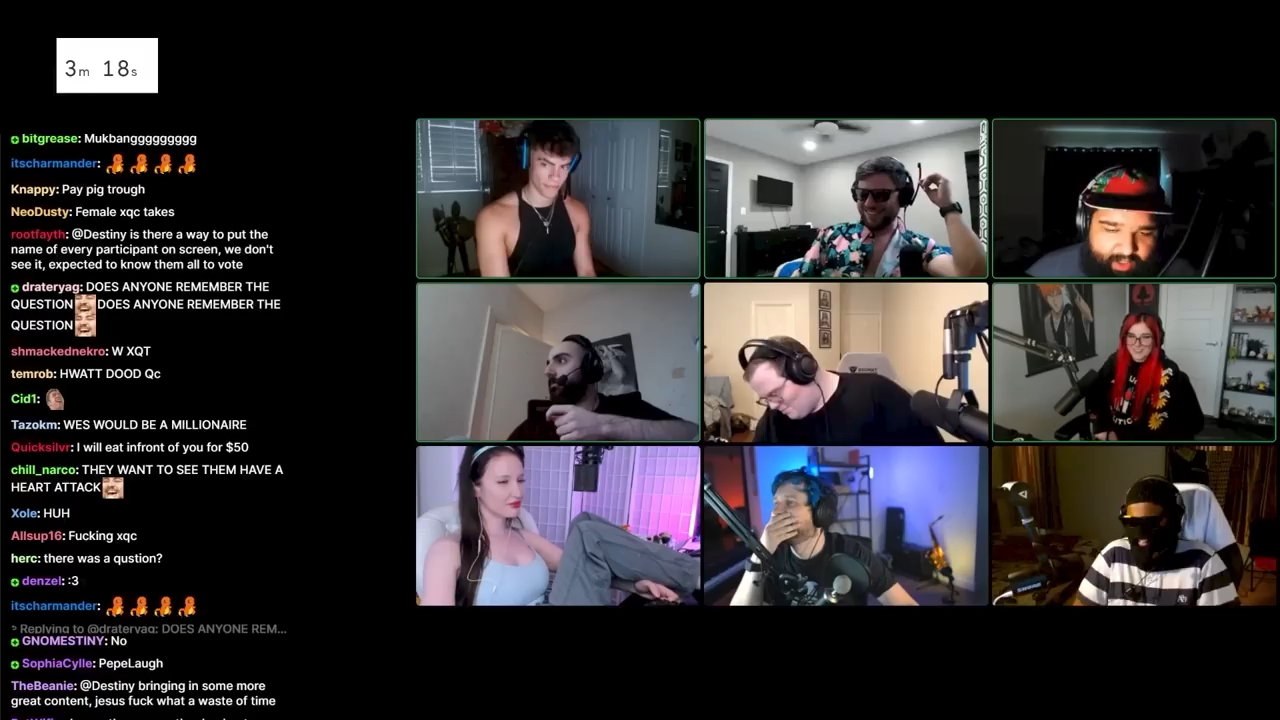 3m 18s
bitgrease: Mukbanggggggggg
itscharmander:
Knappy: Pay pig trough
NeoDusty: Female xqc takes
rootfayth: @Destiny is there a way to put the
name of every participant on screen, we don't
see it, expected to know them all to vote
drateryag: DOES ANYONE REMEMBER THE
QUESTION DOES ANYONE REMEMBER THE
QUESTION
shmackednekro: W XQT
temrob: HWATT DOOD Qc
Cid1:
Tazokm: WES WOULD BE A MILLIONAIRE
Quicksilvr: I will eat infront of you for $50
chill_narco: THEY WANT TO SEE THEM HAVE A
HEART ATTACK
Xole: HUH
Allsup16: Fucking xqc
herc: there was a qustion?
denzel: :3
itscharmander:
Replying to @drateryag: DOES ANYONE REM...
GNOMESTINY: No
SophiaCylle: PepeLaugh
TheBeanie: @Destiny bringing in some more
great content, jesus fuck what a waste of time